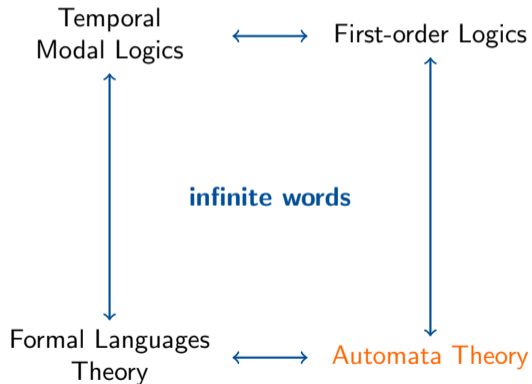 Temporal
Modal Logics
First-order Logics
infinite words
Formal Languages
Theory
Automata Theory